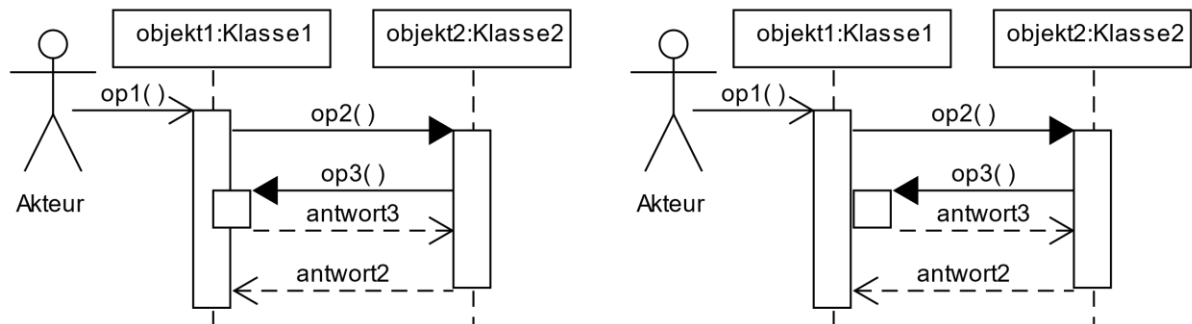 objekt1:Klasse1
objekt2:Klasse2
op1( )
op2( )
op3( )
antwort3
antwort2
Akteur
objekt1:Klasse1
objekt2:Klasse2
op1( )
op2( )
op3( )
antwort3
antwort2
Akteur